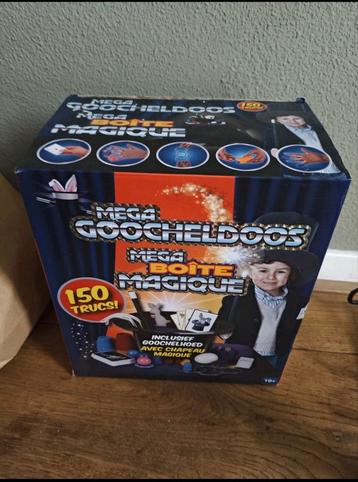 MEGA
GOOCHELDOOS
MEGA
BOÎTE
MAGIQUE
150
MEGA
GOOCHELDOOS
MEGA
BOÎTE
MAGIQUE
150
TRUCS!
INCLUSIEF
GOOCHELHOED
AVEC CHAPEAU
MAGIQUE
10+